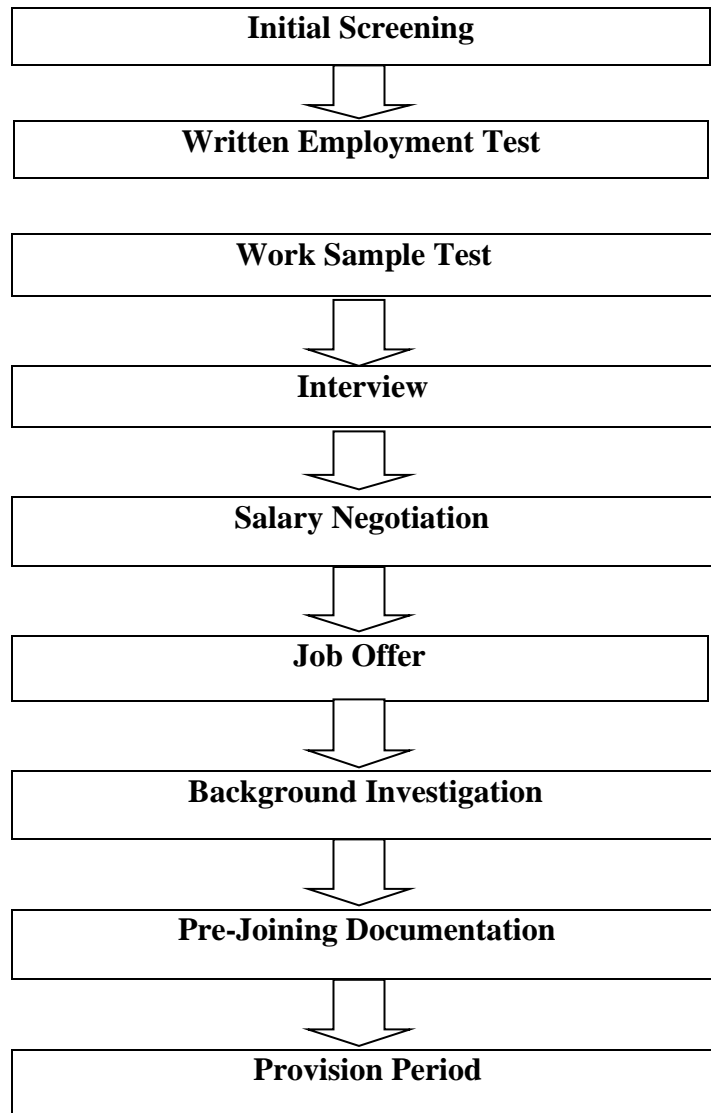 Initial Screening
Written Employment Test
Work Sample Test
Interview
Salary Negotiation
Job Offer
Background Investigation
Pre-Joining Documentation
Provision Period